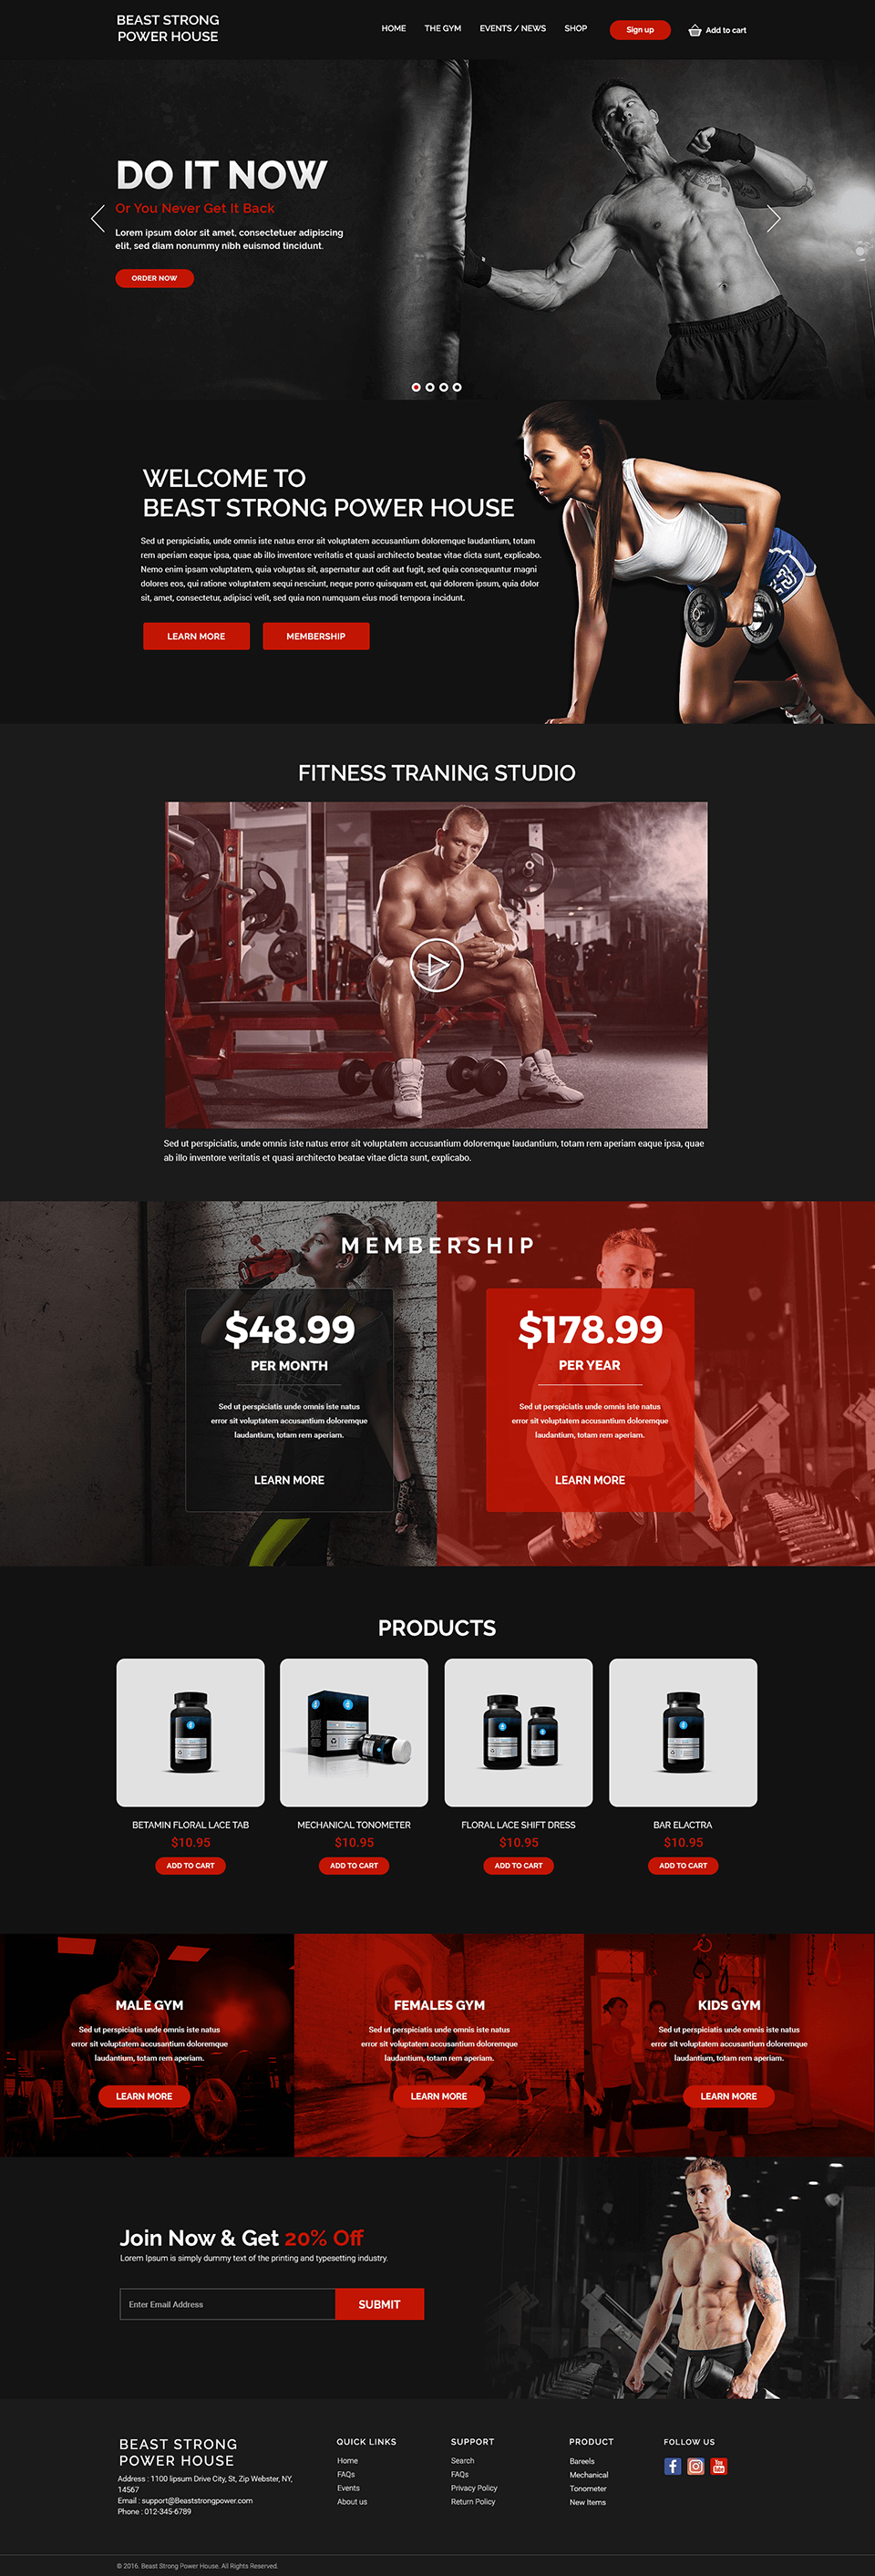 BEAST STRONG
POWER HOUSE
HOME THE GYM EVENTS / NEWS SHOP Sign up Add to cart
DO IT NOW
Or You Never Get It Back
Lorem ipsum dolor sit amet, consectetuer adipiscing
elit, sed diam nonummy nibh euismod tincidunt.
ORDER NOW
WELCOME TO
BEAST STRONG POWER HOUSE
Sed ut perspiciatis, unde omnis iste natus error sit voluptatem accusantium doloremque laudantium, totam
rem aperiam eaque ipsa, quae ab illo inventore veritatis et quasi architecto beatae vitae dicta sunt, explicabo.
Nemo enim ipsam voluptatem, quia voluptas sit, aspernatur aut odit aut fugit, sed quia consequuntur magni
dolores eos, qui ratione voluptatem sequi nesciunt, neque porro quisquam est, qui dolorem ipsum, quia dolor
sit, amet, consectetur, adipisci velit, sed quia non numquam eius modi tempora incidunt.
LEARN MORE MEMBERSHIP
FITNESS TRANING STUDIO
Sed ut perspiciatis, unde omnis iste natus error sit voluptatem accusantium doloremque laudantium, totam rem aperiam eaque ipsa, quae
ab illo inventore veritatis et quasi architecto beatae vitae dicta sunt, explicabo.
MEMBERSHIP
$48.99
PER MONTH
Sed ut perspiciatis unde omnis iste natus
error sit voluptatem accusantium doloremque
laudantium, totam rem aperiam.
LEARN MORE
$178.99
PER YEAR
Sed ut perspiciatis unde omnis iste natus
error sit voluptatem accusantium doloremque
laudantium, totam rem aperiam.
LEARN MORE
PRODUCTS
BETAMIN FLORAL LACE TAB
$10.95
ADD TO CART
MECHANICAL TONOMETER
$10.95
ADD TO CART
FLORAL LACE SHIFT DRESS
$10.95
ADD TO CART
BAR ELACTRA
$10.95
ADD TO CART
MALE GYM
Sed ut perspiciatis unde omnis iste natus
error sit voluptatem accusantium doloremque
laudantium, totam rem aperiam.
LEARN MORE
FEMALES GYM
Sed ut perspiciatis unde omnis iste natus
error sit voluptatem accusantium doloremque
laudantium, totam rem aperiam.
LEARN MORE
KIDS GYM
Sed ut perspiciatis unde omnis iste natus
error sit voluptatem accusantium doloremque
laudantium, totam rem aperiam.
LEARN MORE
Join Now & Get 20% Off
Lorem Ipsum is simply dummy text of the printing and typesetting industry.
Enter Email Address SUBMIT
BEAST STRONG
POWER HOUSE
Address : 1100 Iipsum Drive City, St, Zip Webster, NY,
14567
Email : support@Beaststrongpower.com
Phone : 012-345-6789
QUICK LINKS
Home
FAQs
Events
About us
SUPPORT
Search
FAQs
Privacy Policy
Return Policy
PRODUCT
Bareels
Mechanical
Tonometer
New Items
FOLLOW US
You
Tube
© 2016. Beast Strong Power House. All Rights Reserved.